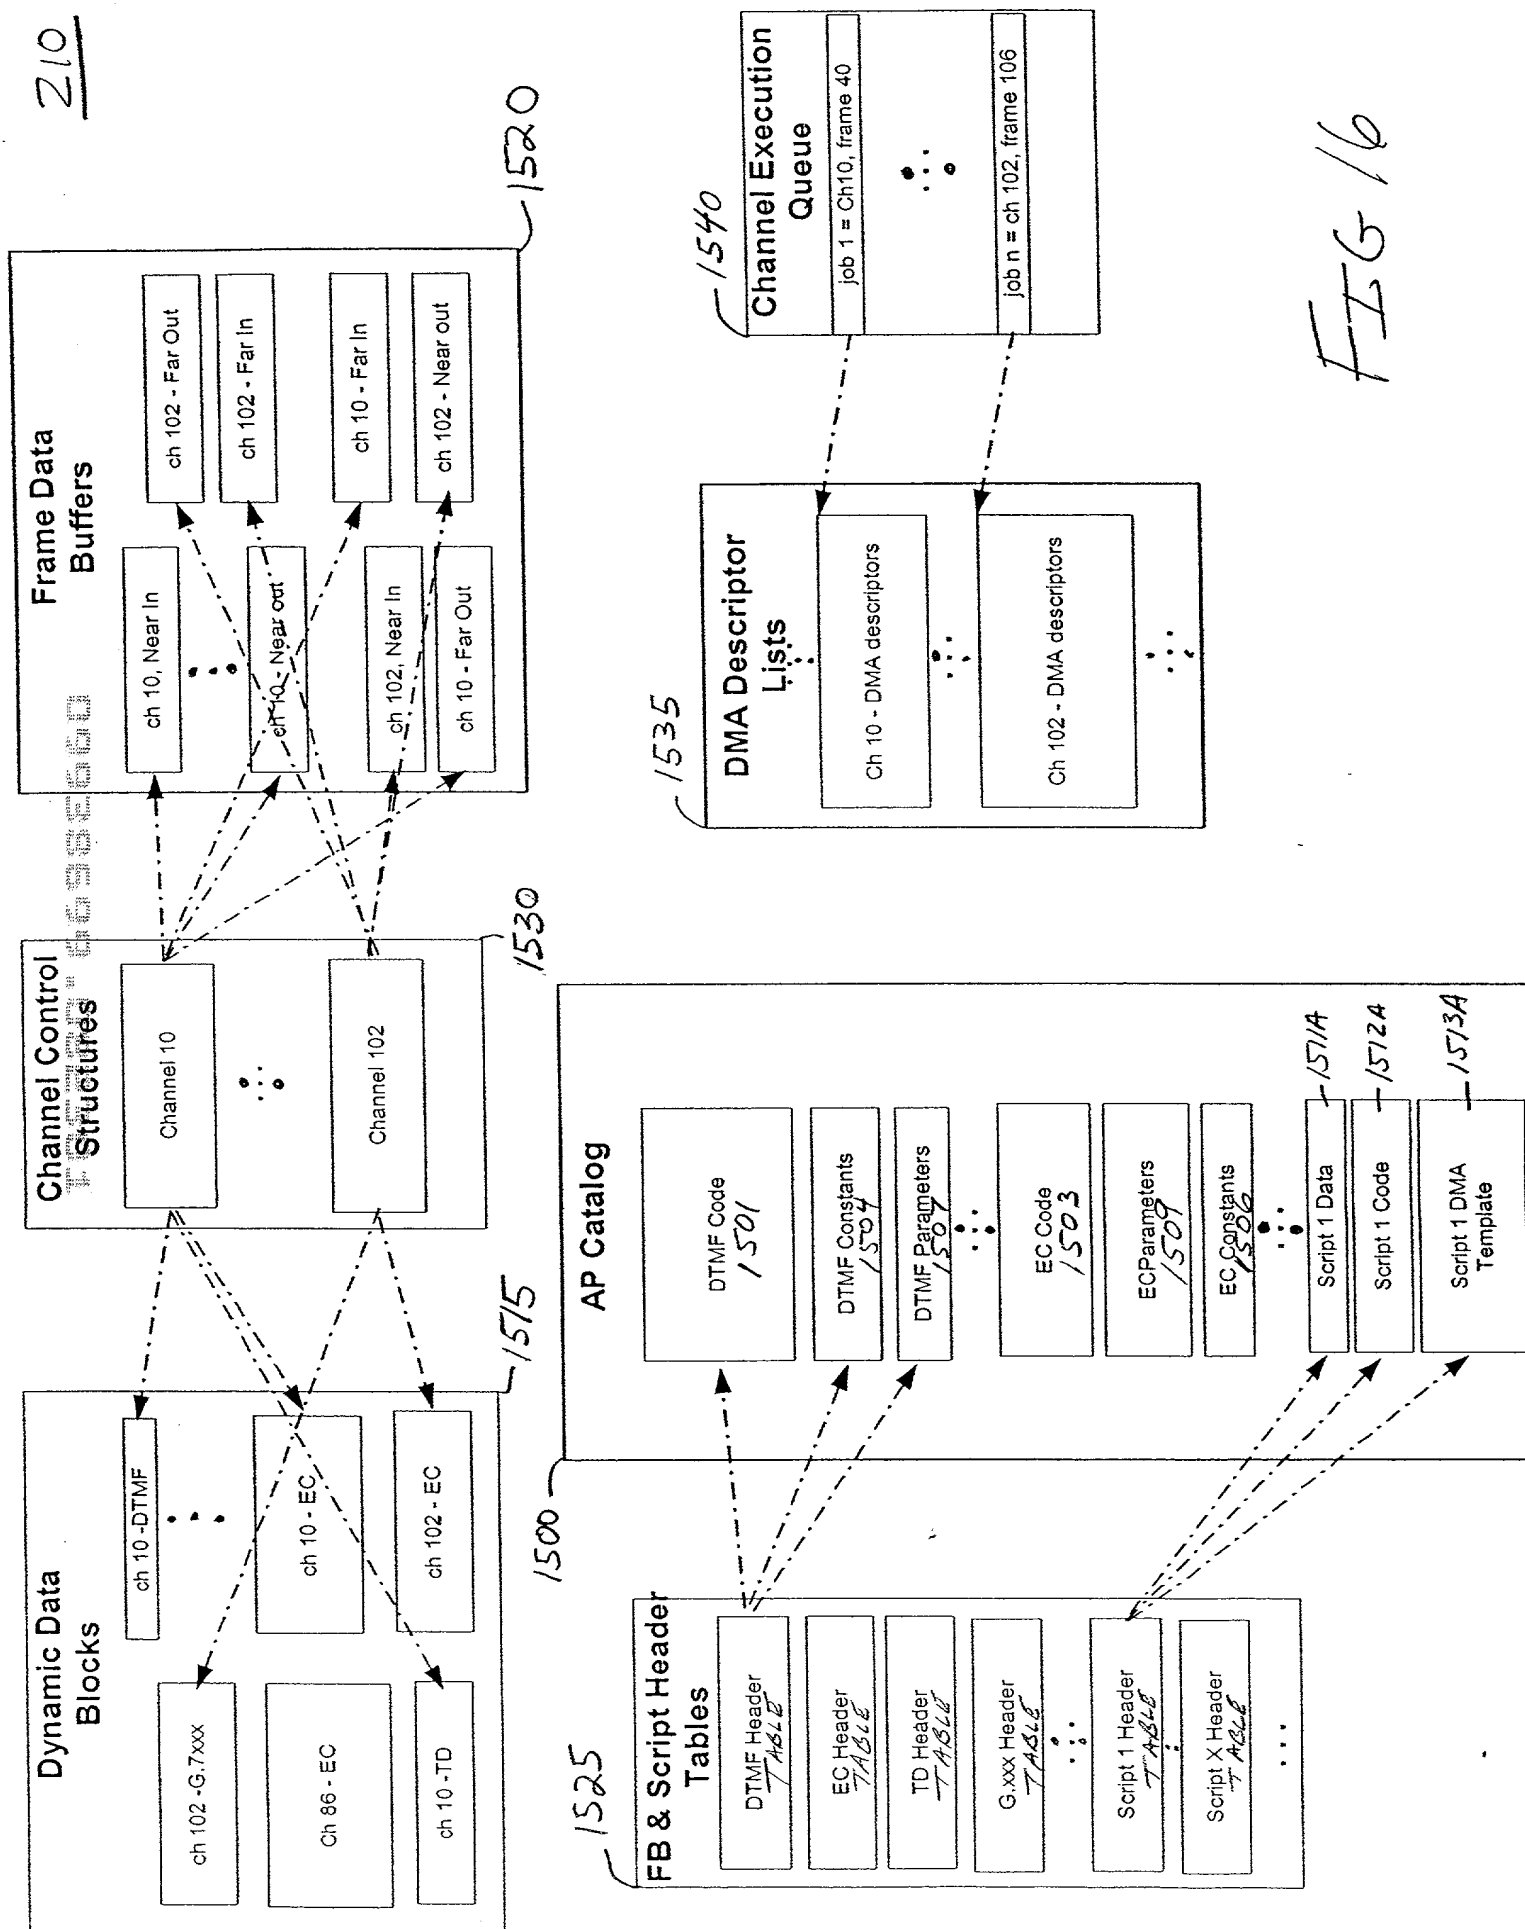 210
Dynamic Data
Blocks
ch 10 -DTMF
ch 102 -G.7xxx
ch 10 - EC
Ch 86 - EC
ch 102 - EC
ch 10 -TD
1515
Channel Control
Structures
Channel 10
Channel 102
1530
Frame Data
Buffers
ch 10, Near In
ch 102 - Far Out
ch 102 - Far In
ch 10 - Near out
ch 10 - Far In
ch 102, Near In
ch 102 - Near out
ch 10 - Far Out
1520
1525
FB & Script Header
Tables
DTMF Header
TABLE
EC Header
TABLE
TD Header
TABLE
G.xxx Header
TABLE
Script 1 Header
TABLE
Script X Header
TABLE
1500
AP Catalog
DTMF Code
1501
DTMF Constants
1504
DTMF Parameters
1507
EC Code
1503
ECParameters
1509
EC Constants
1506
Script 1 Data
1511A
Script 1 Code
1512A
Script 1 DMA
Template
1513A
1535
DMA Descriptor
Lists
Ch 10 - DMA descriptors
Ch 102 - DMA descriptors
1540
Channel Execution
Queue
job 1 = Ch10, frame 40
job n = ch 102, frame 106
FIG 16